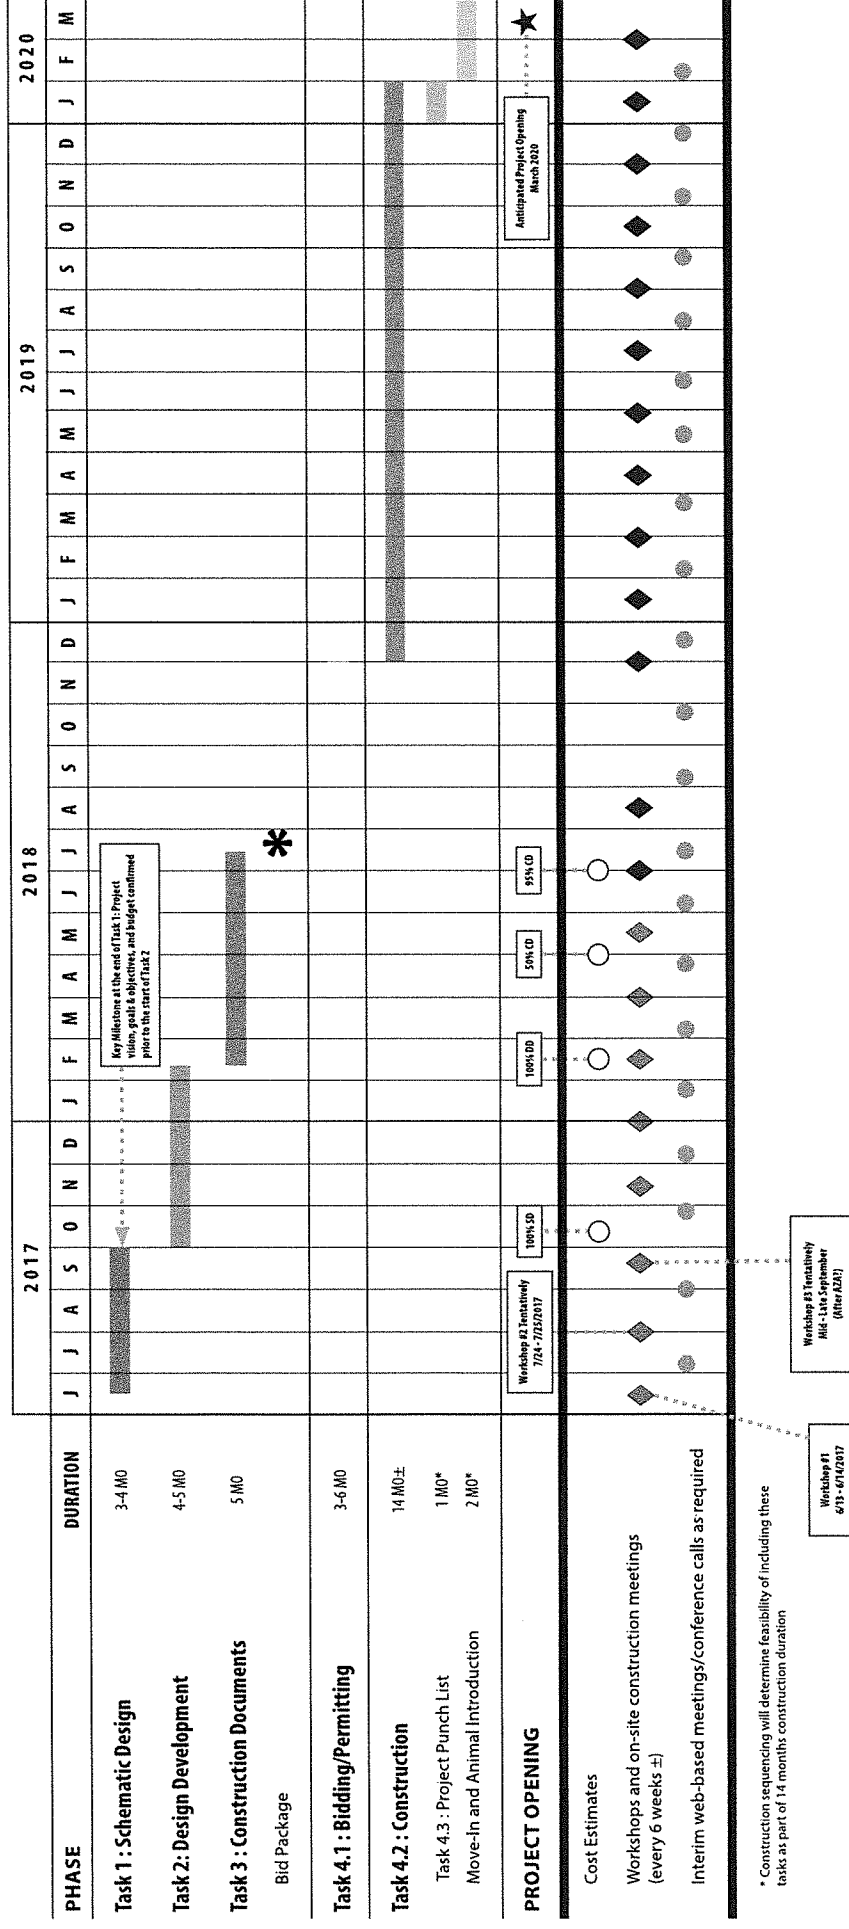 2017 2018 2019 2020
PHASE DURATION J J A S O N D J F M A M J J A S O N D J F M A M J J A S O N D J F M
Task 1 : Schematic Design 3-4 MO
Key Milestone at the end of Task 1: Project
vision, goals & objectives, and budget confirmed
prior to the start of Task 2
Task 2: Design Development 4-5 MO
Task 3 : Construction Documents 5 MO
Bid Package *
Task 4.1 : Bidding/Permitting 3-6 MO
Task 4.2 : Construction 14 MO±
Task 4.3 : Project Punch List 1 MO*
Move-In and Animal Introduction 2 MO*
PROJECT OPENING
Workshop #2 Tentatively
7/24 - 7/25/2017
100% SD
100% DD
50% CD
95% CD
Anticipated Project Opening
March 2020
Cost Estimates
Workshops and on-site construction meetings
(every 6 weeks ±)
Interim web-based meetings/conference calls as required
* Construction sequencing will determine feasibility of including these
tasks as part of 14 months construction duration
Workshop #1
6/13 - 6/14/2017
Workshop #3 Tentatively
Mid - Late September
(After AZA?)